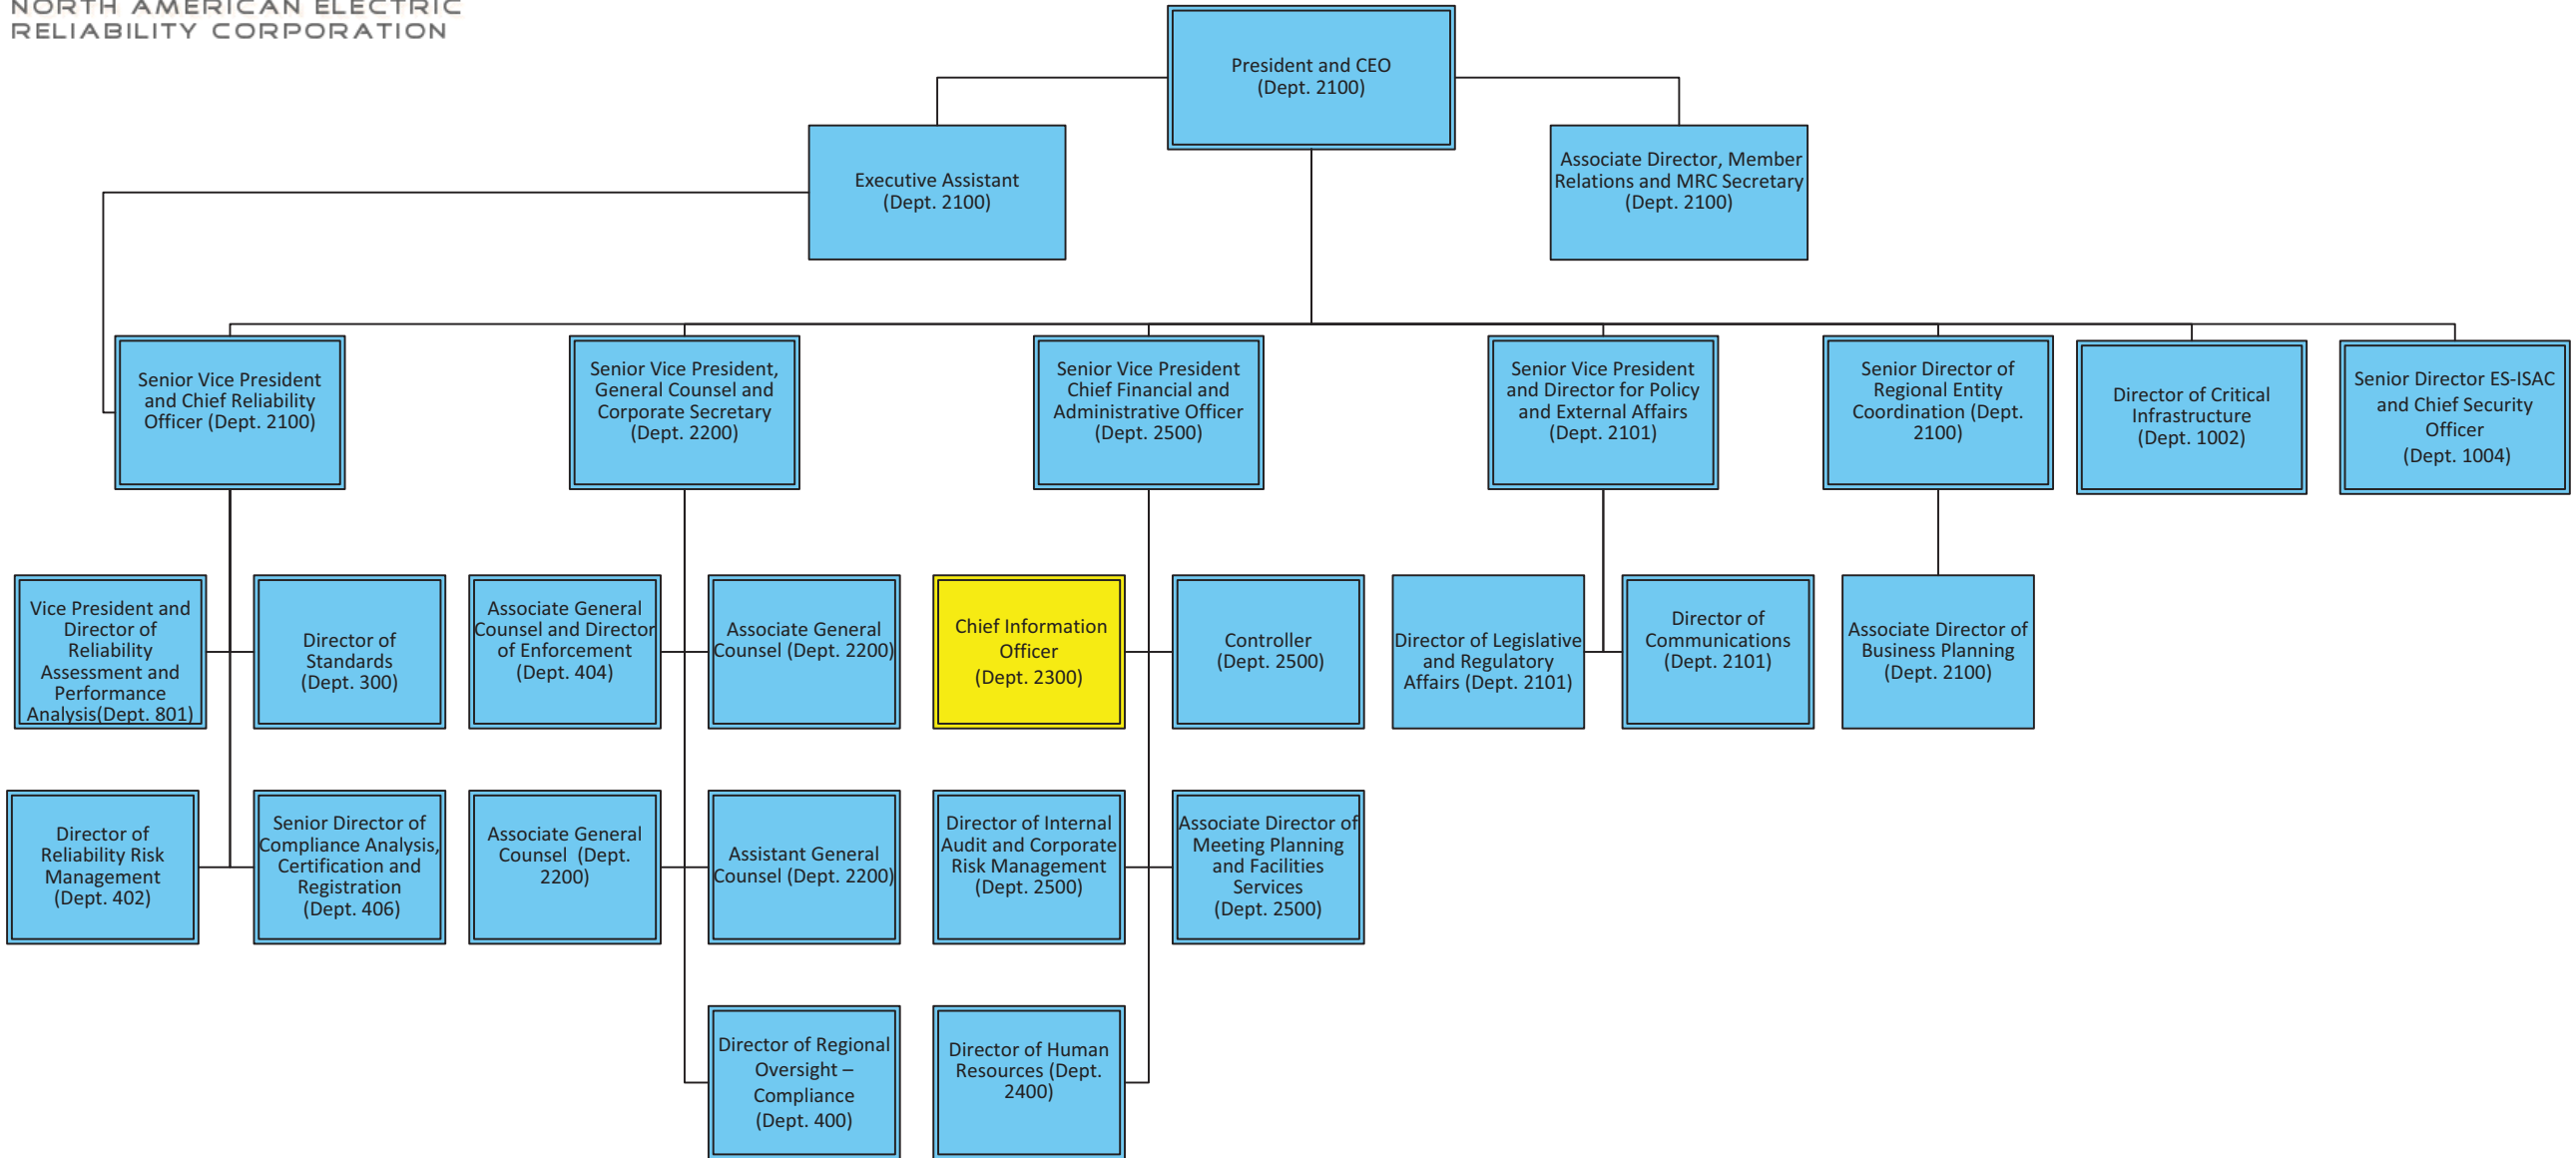 NORTH AMERICAN ELECTRIC
RELIABILITY CORPORATION
President and CEO
(Dept. 2100)
Executive Assistant
(Dept. 2100)
Associate Director, Member
Relations and MRC Secretary
(Dept. 2100)
Senior Vice President
and Chief Reliability
Officer (Dept. 2100)
Senior Vice President,
General Counsel and
Corporate Secretary
(Dept. 2200)
Senior Vice President
Chief Financial and
Administrative Officer
(Dept. 2500)
Senior Vice President
and Director for Policy
and External Affairs
(Dept. 2101)
Senior Director of
Regional Entity
Coordination (Dept.
2100)
Director of Critical
Infrastructure
(Dept. 1002)
Senior Director ES-ISAC
and Chief Security
Officer
(Dept. 1004)
Vice President and
Director of
Reliability
Assessment and
Performance
Analysis(Dept. 801)
Director of
Standards
(Dept. 300)
Associate General
Counsel and Director
of Enforcement
(Dept. 404)
Associate General
Counsel (Dept. 2200)
Chief Information
Officer
(Dept. 2300)
Controller
(Dept. 2500)
Director of Legislative
and Regulatory
Affairs (Dept. 2101)
Director of
Communications
(Dept. 2101)
Associate Director of
Business Planning
(Dept. 2100)
Director of
Reliability Risk
Management
(Dept. 402)
Senior Director of
Compliance Analysis,
Certification and
Registration
(Dept. 406)
Associate General
Counsel (Dept.
2200)
Assistant General
Counsel (Dept. 2200)
Director of Internal
Audit and Corporate
Risk Management
(Dept. 2500)
Associate Director of
Meeting Planning
and Facilities
Services
(Dept. 2500)
Director of Regional
Oversight –
Compliance
(Dept. 400)
Director of Human
Resources (Dept.
2400)